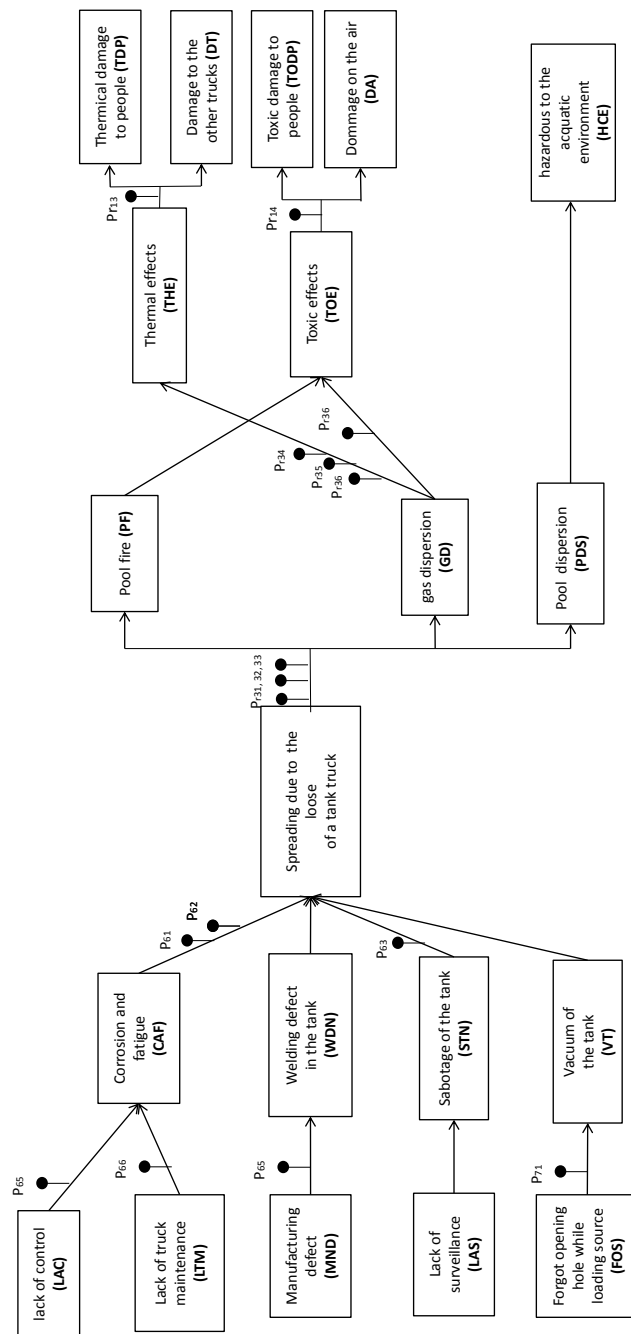 lack of control
(LAC)
Lack of truck
maintenance
(LTM)
Manufacturing
defect
(MND)
Lack of
surveillance
(LAS)
Forgot opening
hole while
loading source
(FOS)
P65
P66
P65
P71
Corrosion and
fatigue
(CAF)
Welding defect
in the tank
(WDN)
Sabotage of the tank
(STN)
Vacuum of
the tank
(VT)
P61
P62
P63
Spreading due to the
loose
of a tank truck
Pr31, 32, 33
Pool fire (PF)
gas dispersion
(GD)
Pool dispersion
(PDS)
Pr34
Pr35
Pr36
Pr36
Thermal effects
(THE)
Toxic effects
(TOE)
Pr13
Pr14
Thermical damage
to people (TDP)
Damage to the
other trucks (DT)
Toxic damage to
people (TODP)
Dommage on the air
(DA)
hazardous to the
acquatic
environment
(HCE)